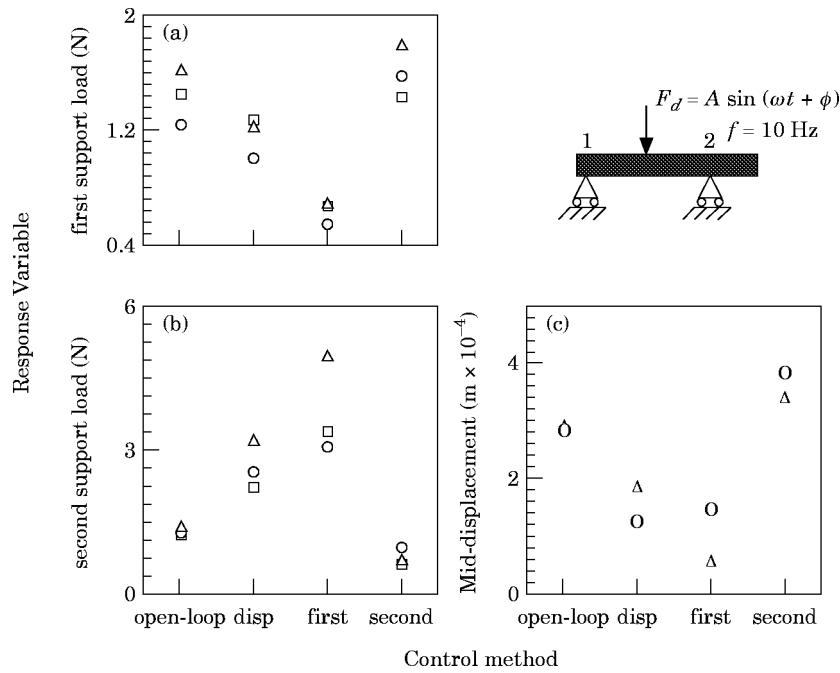 Response Variable
first support load (N)
(a)
2
1.2
0.4
F_d = A sin (ωt + ϕ)
f = 10 Hz
1
2
second support load (N)
(b)
6
3
0
open-loop disp first second
Mid-displacement (m × 10⁻⁴)
(c)
4
2
0
open-loop disp first second
Control method